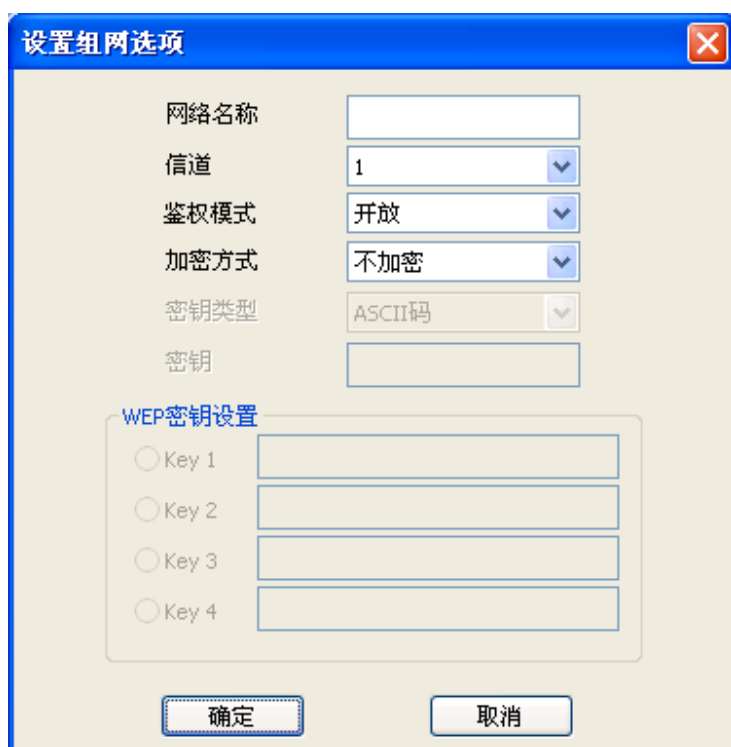 设置组网选项
网络名称
信道 1
鉴权模式 开放
加密方式 不加密
密钥类型 ASCII码
密钥
WEP密钥设置
Key 1
Key 2
Key 3
Key 4
确定 取消